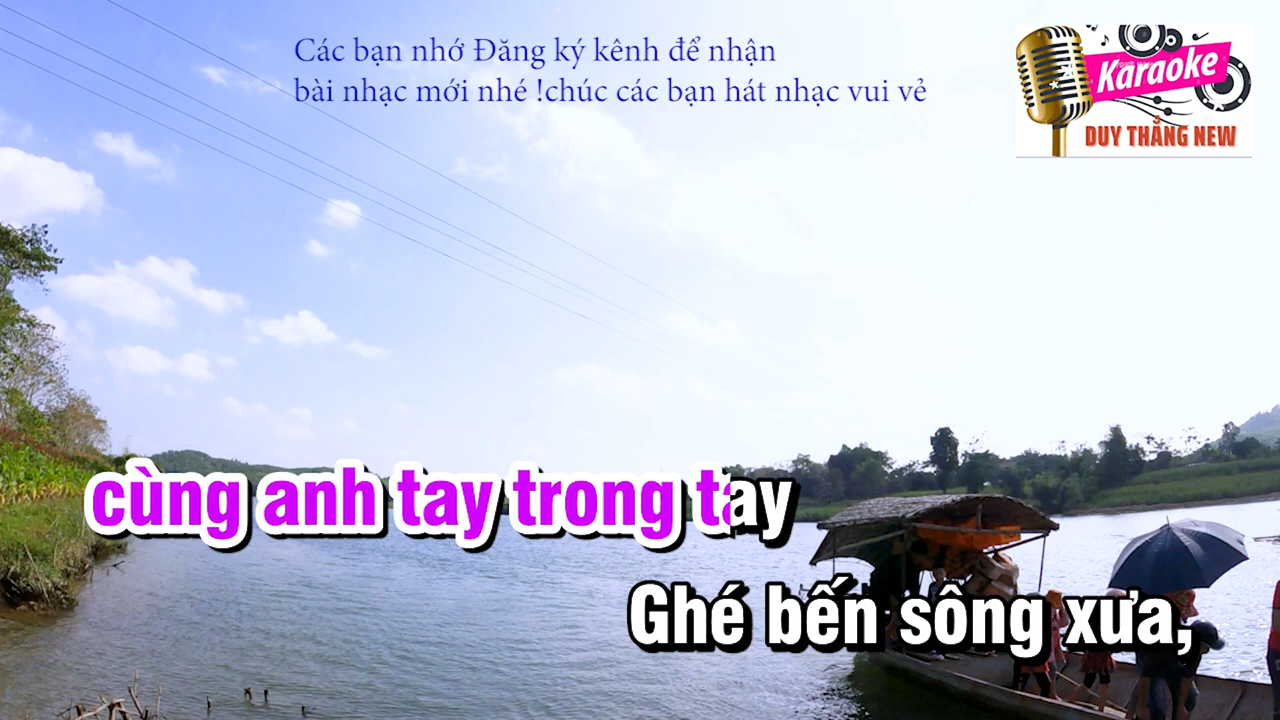 Các bạn nhớ Đăng ký kênh để nhận
bài nhạc mới nhé !chúc các bạn hát nhạc vui vẻ
Karaoke
DUY THẮNG NEW
cùng anh tay trong tay
Ghé bến sông xưa,